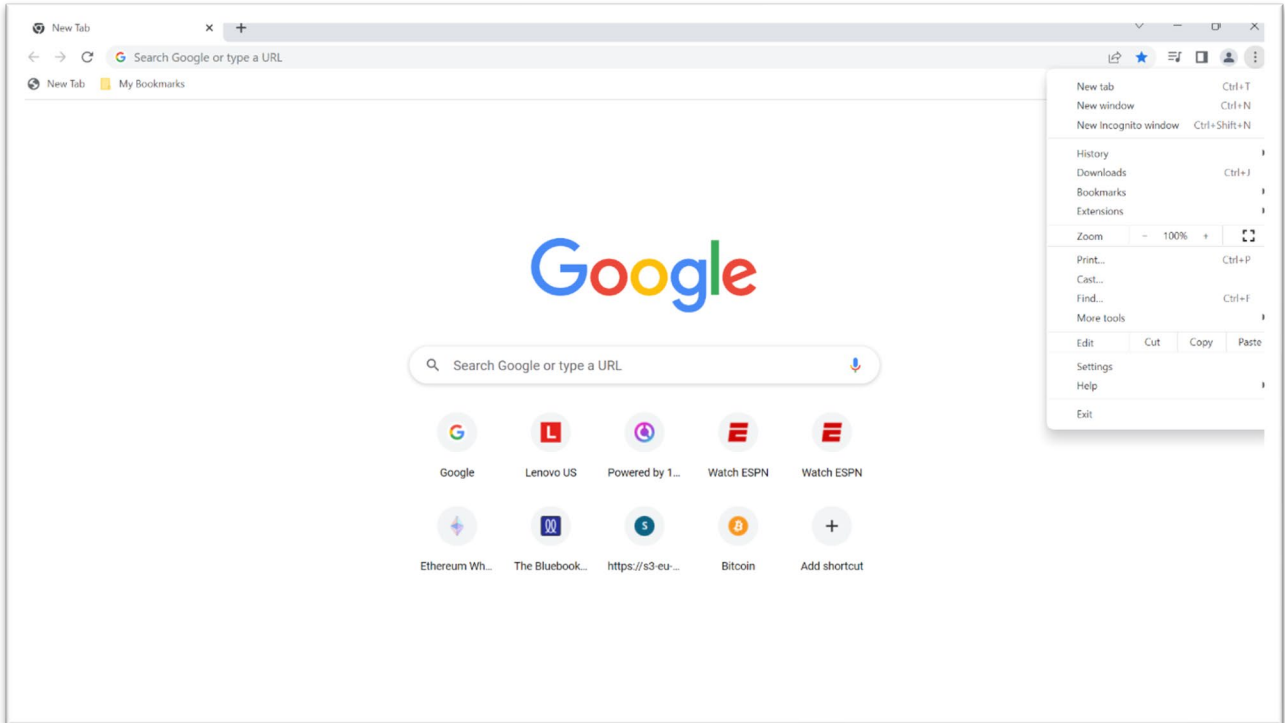 New Tab
Search Google or type a URL
New Tab My Bookmarks
New tab Ctrl+T
New window Ctrl+N
New Incognito window Ctrl+Shift+N
History
Downloads Ctrl+J
Bookmarks
Extensions
Zoom - 100% +
Print... Ctrl+P
Cast...
Find... Ctrl+F
More tools
Edit Cut Copy Paste
Settings
Help
Exit
Google
Search Google or type a URL
Google Lenovo US Powered by 1... Watch ESPN Watch ESPN
Ethereum Wh... The Bluebook... https://s3-eu-... Bitcoin Add shortcut